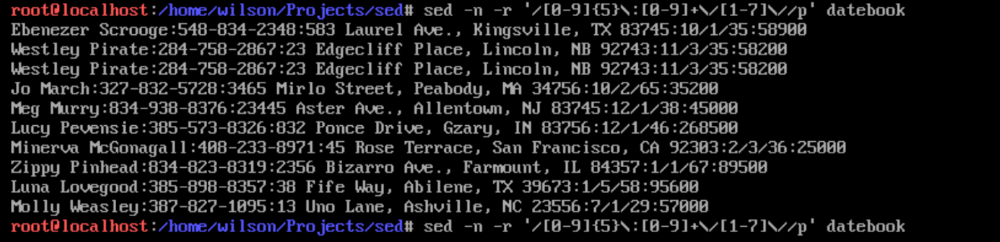 root@localhost:/home/wilson/Projects/sed# sed -n -r '/[0-9]{5}\:[0-9]+\/[1-7]\//p' datebook
Ebenezer Scrooge:548-834-2348:583 Laurel Ave., Kingsville, TX 83745:10/1/35:58900
Westley Pirate:284-758-2867:23 Edgecliff Place, Lincoln, NB 92743:11/3/35:58200
Westley Pirate:284-758-2867:23 Edgecliff Place, Lincoln, NB 92743:11/3/35:58200
Jo March:327-832-5728:3465 Mirlo Street, Peabody, MA 34756:10/2/65:35200
Meg Murry:834-938-8376:23445 Aster Ave., Allentown, NJ 83745:12/1/38:45000
Lucy Pevensie:385-573-8326:832 Ponce Drive, Gzary, IN 83756:12/1/46:268500
Minerva McGonagall:408-233-8971:45 Rose Terrace, San Francisco, CA 92303:2/3/36:25000
Zippy Pinhead:834-823-8319:2356 Bizarro Ave., Farmount, IL 84357:1/1/67:89500
Luna Lovegood:385-898-8357:38 Fife Way, Abilene, TX 39673:1/5/58:95600
Molly Weasley:387-827-1095:13 Uno Lane, Ashville, NC 23556:7/1/29:57000
root@localhost:/home/wilson/Projects/sed# sed -n -r '/[0-9]{5}\:[0-9]+\/[1-7]\//p' datebook